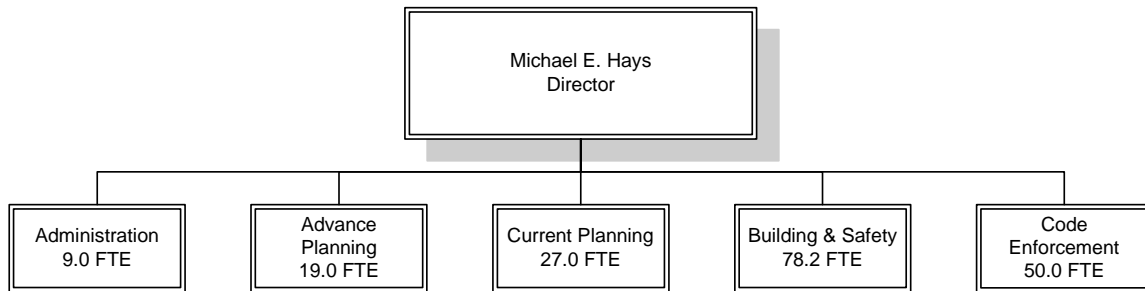 Michael E. Hays
Director
Administration
9.0 FTE
Advance
Planning
19.0 FTE
Current Planning
27.0 FTE
Building & Safety
78.2 FTE
Code
Enforcement
50.0 FTE